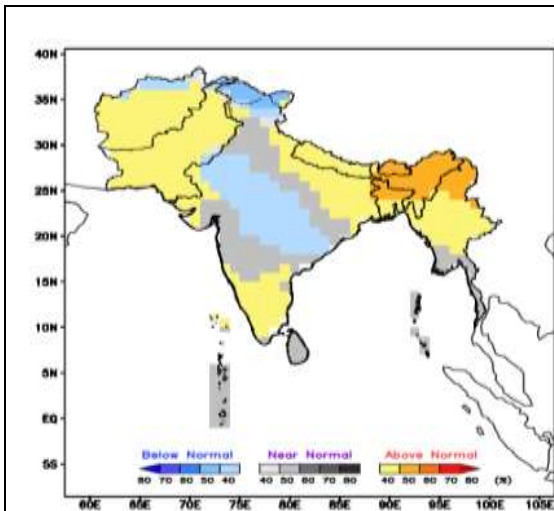 40N
35N
30N
25N
20N
15N
10N
5N
EQ
5S
Below Normal
Near Normal
Above Normal
80 70 60 50 40
40 50 60 70 80
40 50 60 70 80
(%)
60E 65E 70E 75E 80E 85E 90E 95E 100E 105E